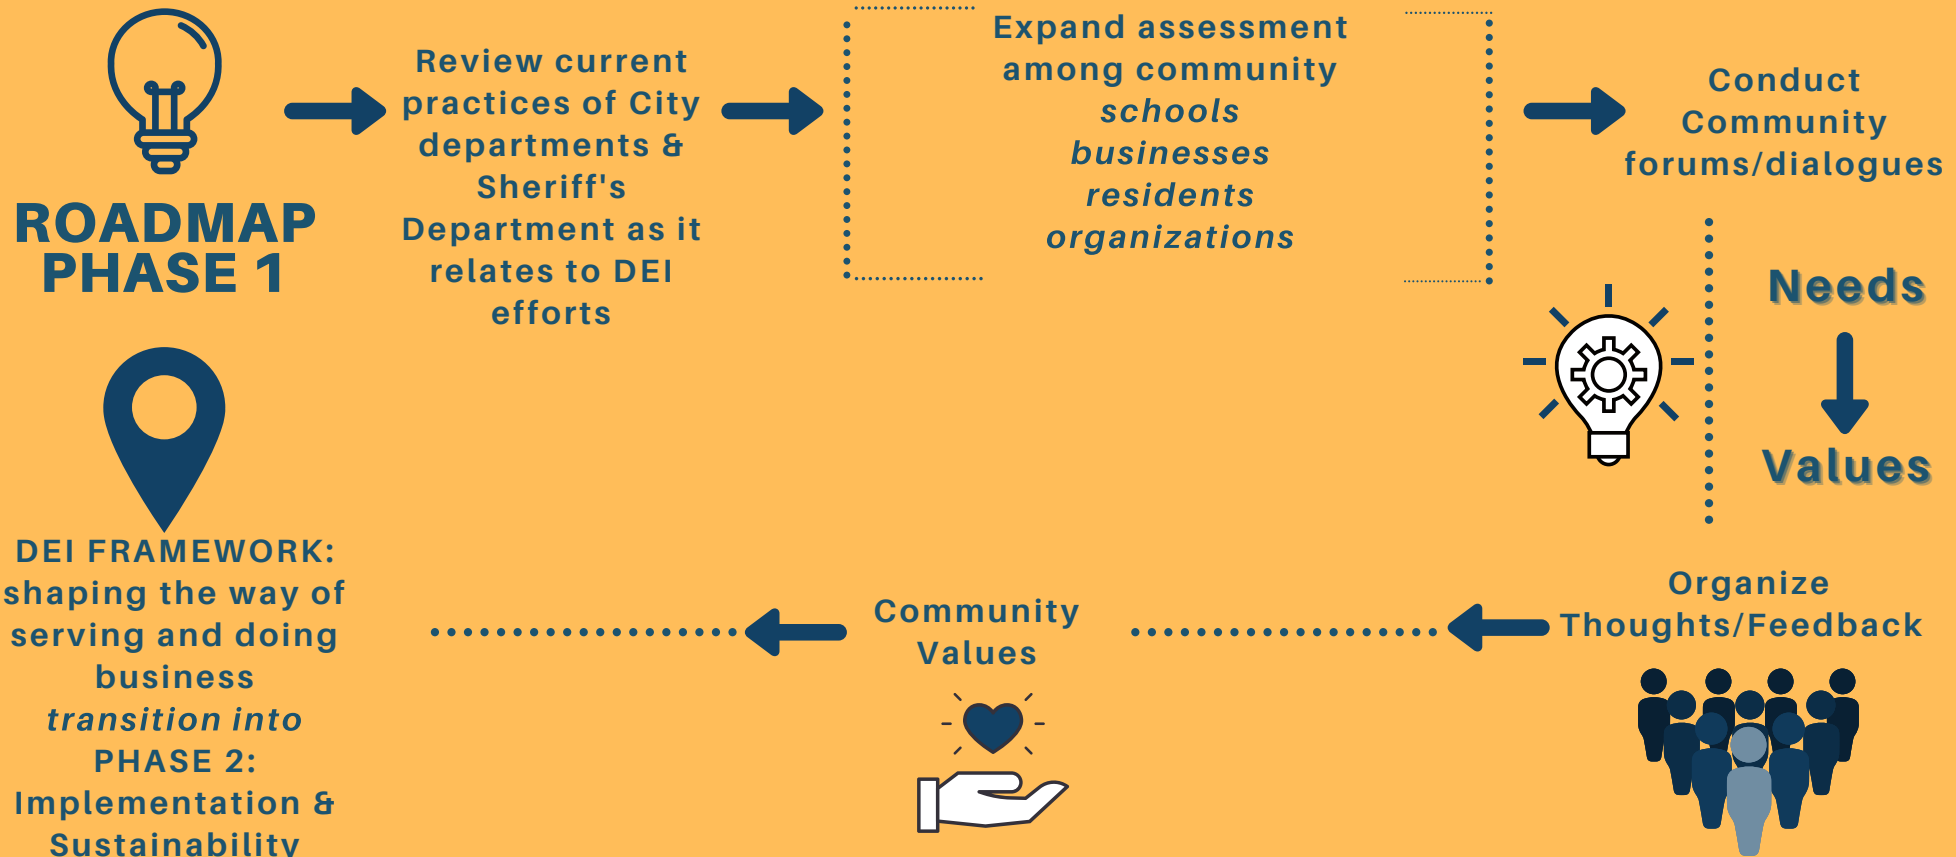 ROADMAP
PHASE 1
Review current
practices of City
departments &
Sheriff's
Department as it
relates to DEI
efforts
Expand assessment
among community
schools
businesses
residents
organizations
Conduct
Community
forums/dialogues
Needs
Values
Organize
Thoughts/Feedback
Community
Values
DEI FRAMEWORK:
shaping the way of
serving and doing
business
transition into
PHASE 2:
Implementation &
Sustainability